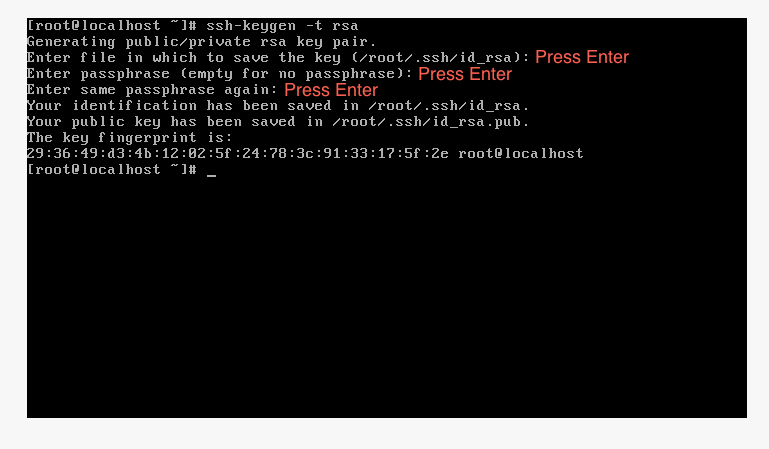 [root@localhost ~]# ssh-keygen -t rsa
Generating public/private rsa key pair.
Enter file in which to save the key (/root/.ssh/id_rsa): Press Enter
Enter passphrase (empty for no passphrase): Press Enter
Enter same passphrase again: Press Enter
Your identification has been saved in /root/.ssh/id_rsa.
Your public key has been saved in /root/.ssh/id_rsa.pub.
The key fingerprint is:
29:36:49:d3:4b:12:02:5f:24:78:3c:91:33:17:5f:2e root@localhost
[root@localhost ~]# _